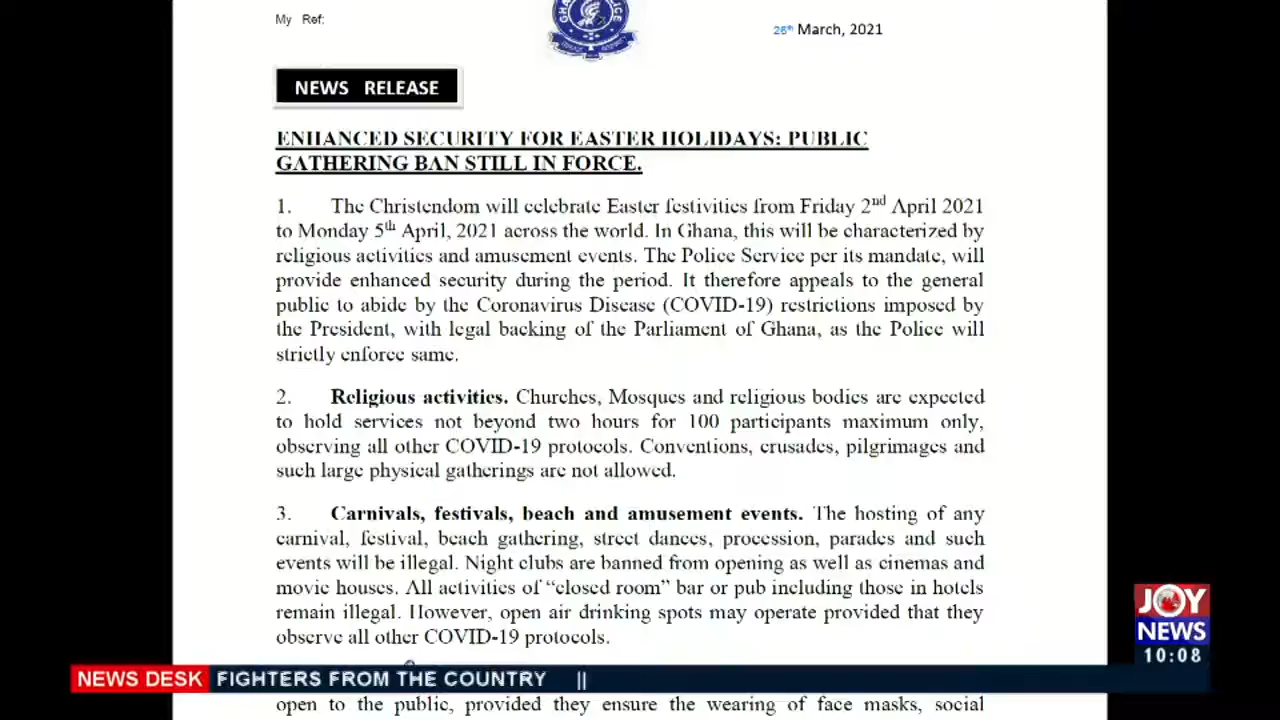 My Ref:
26th March, 2021
NEWS RELEASE
ENHANCED SECURITY FOR EASTER HOLIDAYS: PUBLIC
GATHERING BAN STILL IN FORCE.
1. The Christendom will celebrate Easter festivities from Friday 2nd April 2021
to Monday 5th April, 2021 across the world. In Ghana, this will be characterized by
religious activities and amusement events. The Police Service per its mandate, will
provide enhanced security during the period. It therefore appeals to the general
public to abide by the Coronavirus Disease (COVID-19) restrictions imposed by
the President, with legal backing of the Parliament of Ghana, as the Police will
strictly enforce same.
2. Religious activities. Churches, Mosques and religious bodies are expected
to hold services not beyond two hours for 100 participants maximum only,
observing all other COVID-19 protocols. Conventions, crusades, pilgrimages and
such large physical gatherings are not allowed.
3. Carnivals, festivals, beach and amusement events. The hosting of any
carnival, festival, beach gathering, street dances, procession, parades and such
events will be illegal. Night clubs are banned from opening as well as cinemas and
movie houses. All activities of “closed room” bar or pub including those in hotels
remain illegal. However, open air drinking spots may operate provided that they
observe all other COVID-19 protocols.
JOY
NEWS
10:08
NEWS DESK FIGHTERS FROM THE COUNTRY ||
open to the public, provided they ensure the wearing of face masks, social